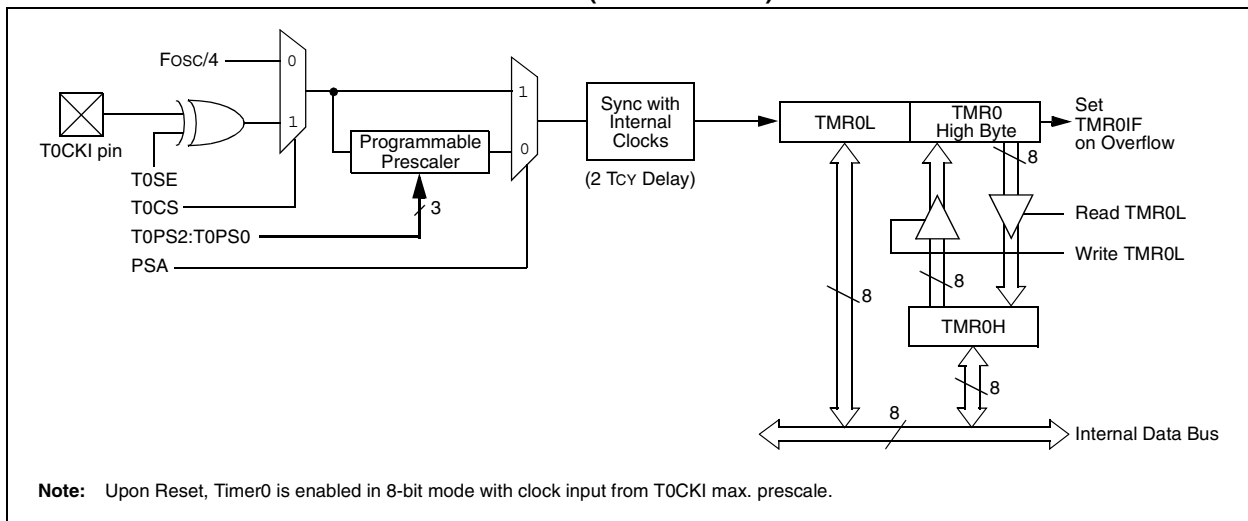 FOSC/4
0
1
T0CKI pin
T0SE
T0CS
T0PS2:T0PS0
PSA
Programmable
Prescaler
3
1
0
Sync with
Internal
Clocks
(2 TCY Delay)
TMR0L
TMR0
High Byte
Set
TMR0IF
on Overflow
8
Read TMR0L
Write TMR0L
8
8
TMR0H
8
8
Internal Data Bus
Note: Upon Reset, Timer0 is enabled in 8-bit mode with clock input from T0CKI max. prescale.